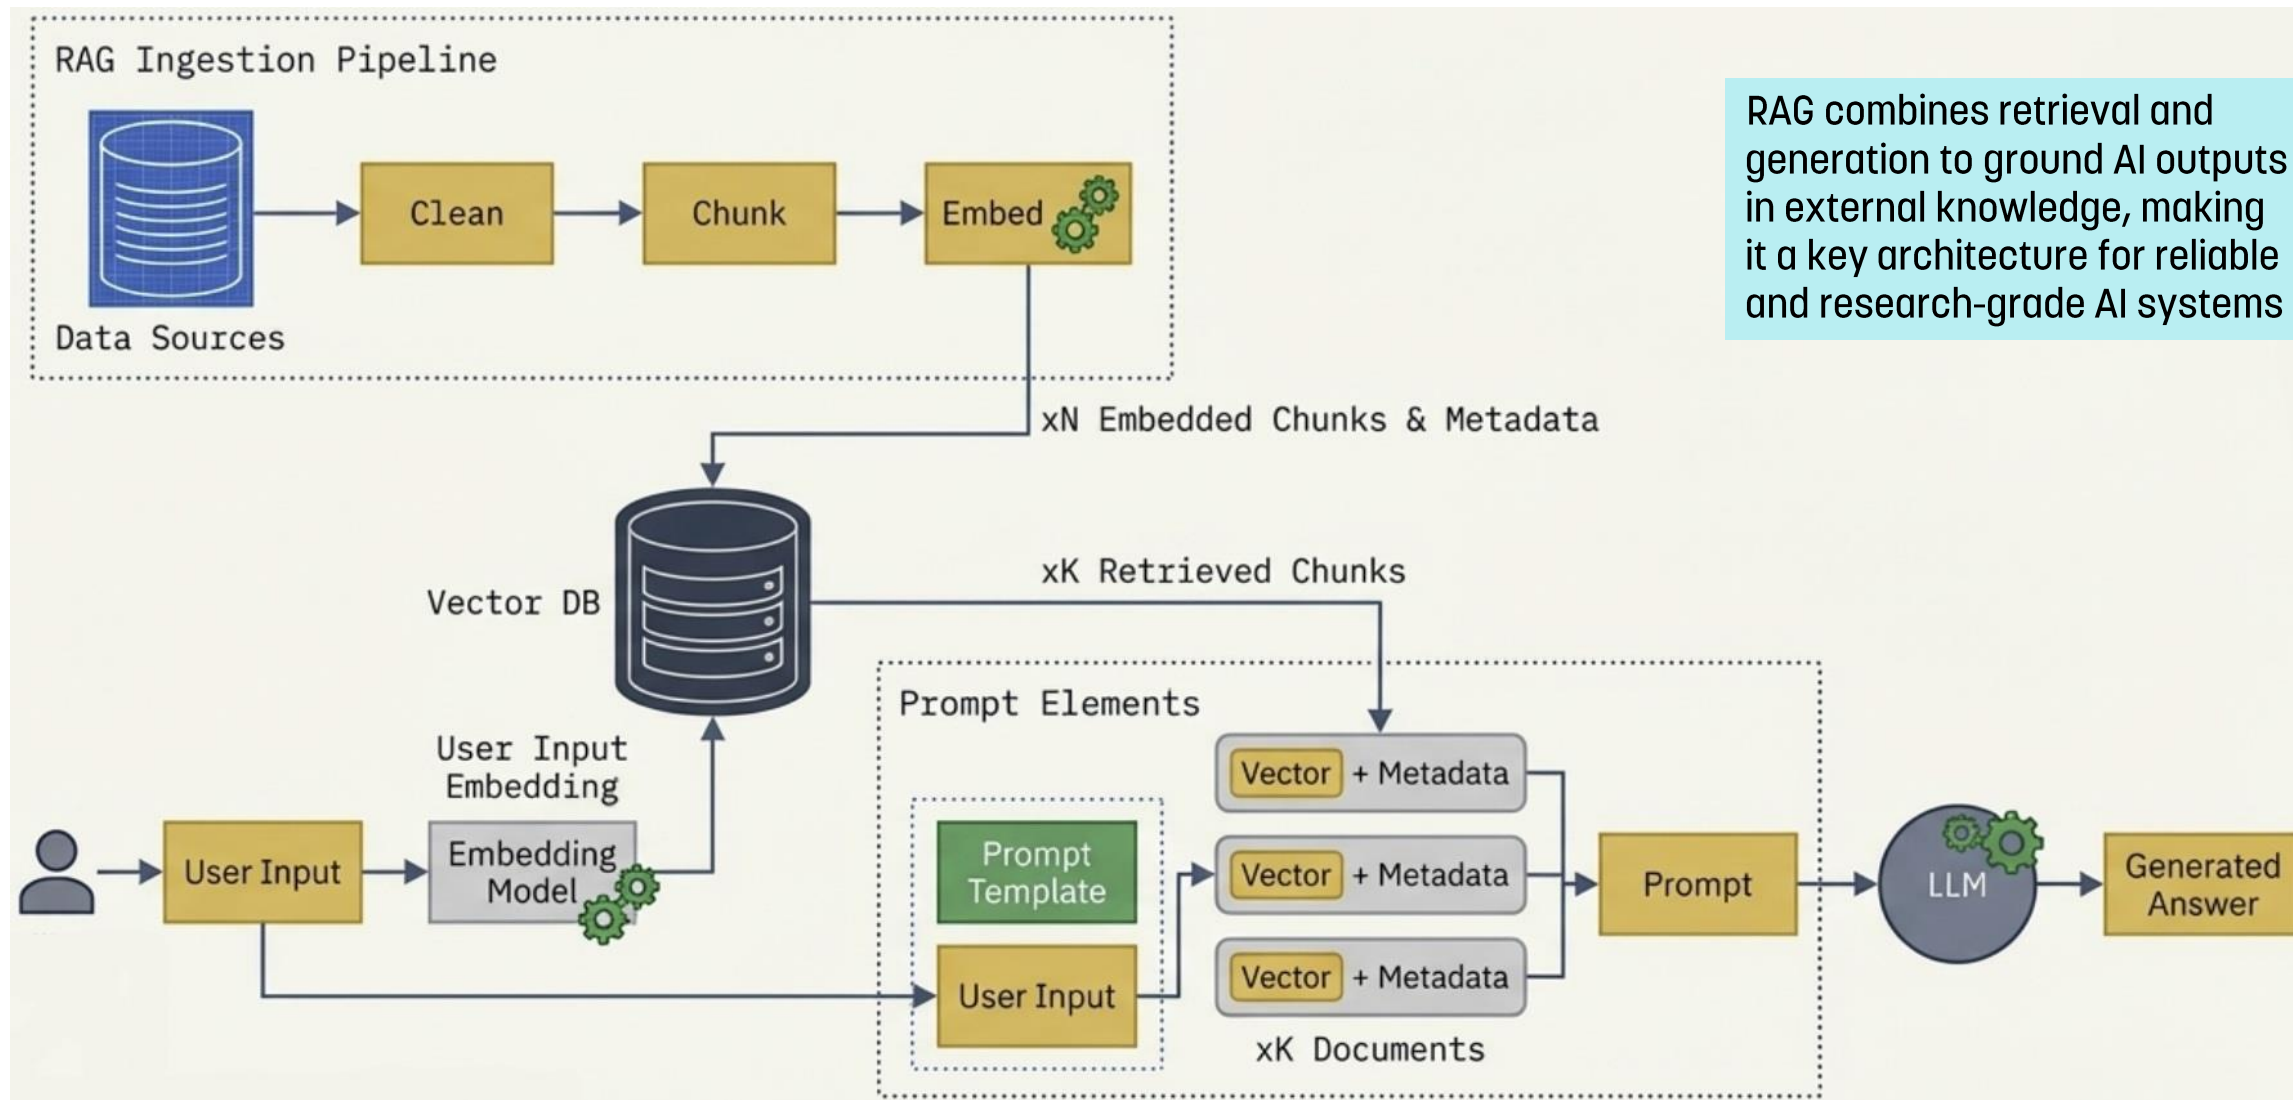 RAG Ingestion Pipeline
RAG combines retrieval and
generation to ground AI outputs
in external knowledge, making
it a key architecture for reliable
and research-grade AI systems
Clean
Chunk
Embed
Data Sources
xN Embedded Chunks & Metadata
xK Retrieved Chunks
Vector DB
Prompt Elements
User Input
Embedding
Vector + Metadata
Prompt
Template
Embedding
Model
User Input
Vector + Metadata
Prompt
LLM
Generated
Answer
User Input
Vector + Metadata
xK Documents